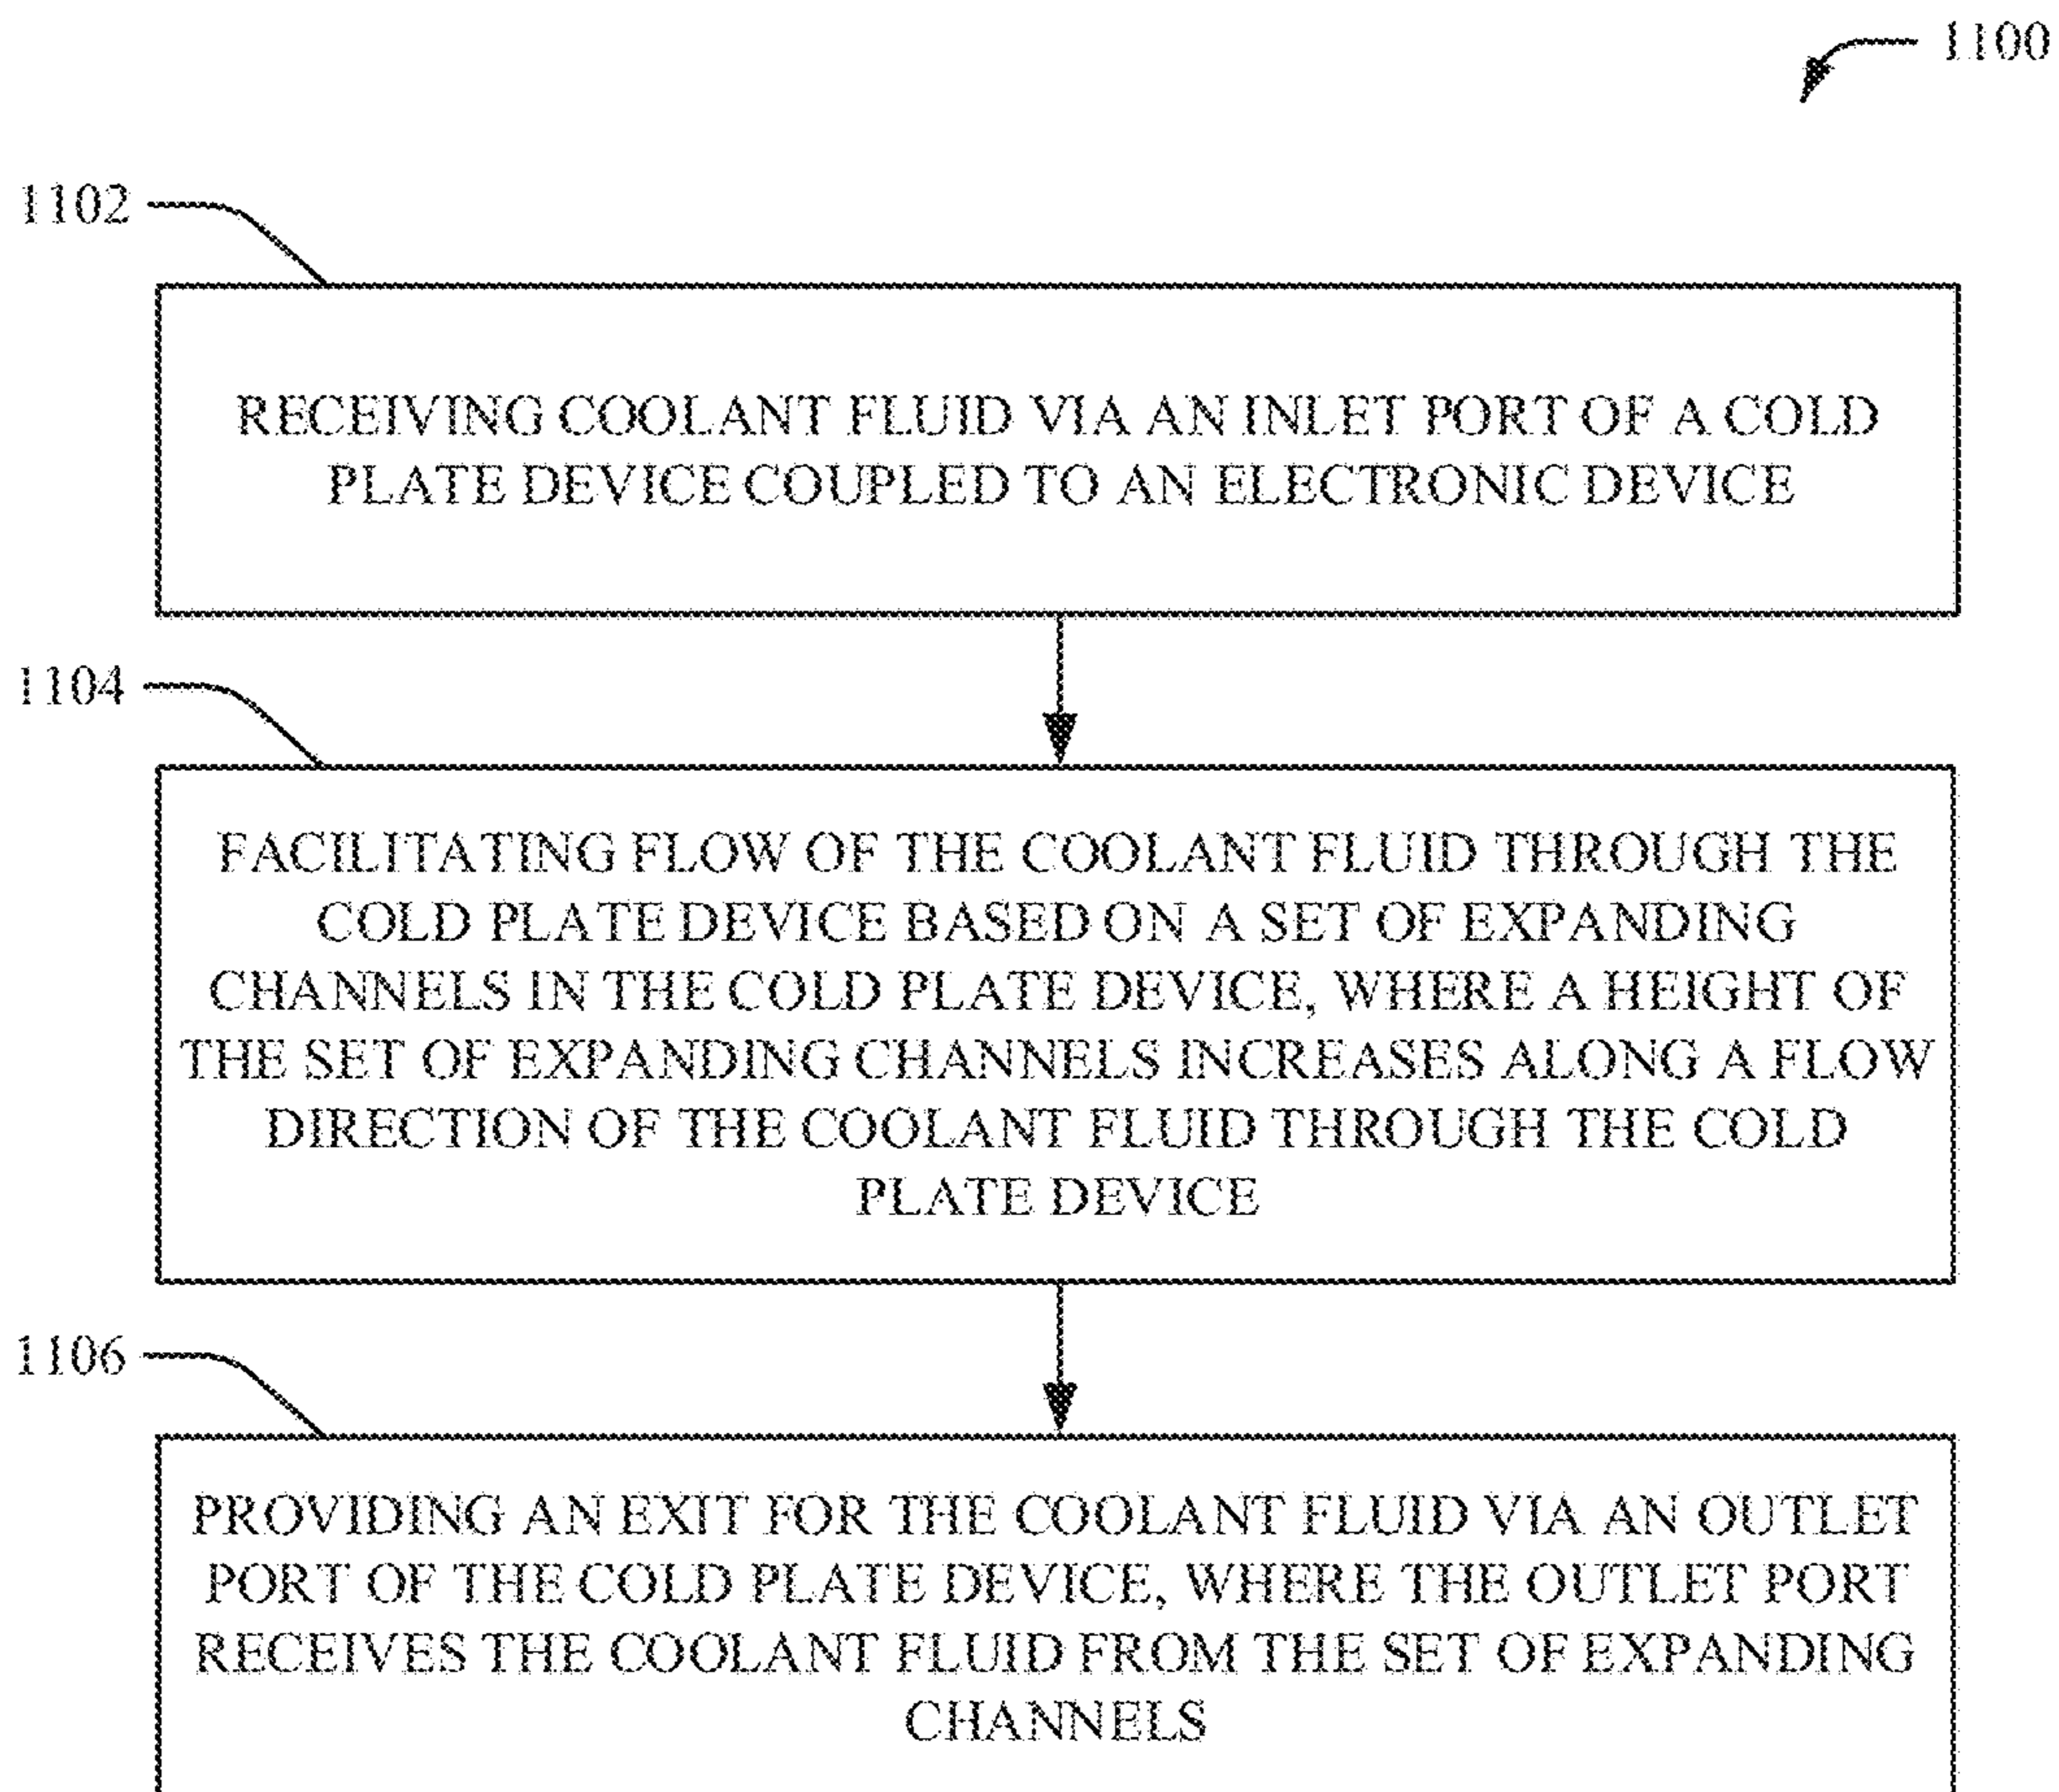 1100
1102
RECEIVING COOLANT FLUID VIA AN INLET PORT OF A COLD
PLATE DEVICE COUPLED TO AN ELECTRONIC DEVICE
1104
FACILITATING FLOW OF THE COOLANT FLUID THROUGH THE
COLD PLATE DEVICE BASED ON A SET OF EXPANDING
CHANNELS IN THE COLD PLATE DEVICE, WHERE A HEIGHT OF
THE SET OF EXPANDING CHANNELS INCREASES ALONG A FLOW
DIRECTION OF THE COOLANT FLUID THROUGH THE COLD
PLATE DEVICE
1106
PROVIDING AN EXIT FOR THE COOLANT FLUID VIA AN OUTLET
PORT OF THE COLD PLATE DEVICE, WHERE THE OUTLET PORT
RECEIVES THE COOLANT FLUID FROM THE SET OF EXPANDING
CHANNELS